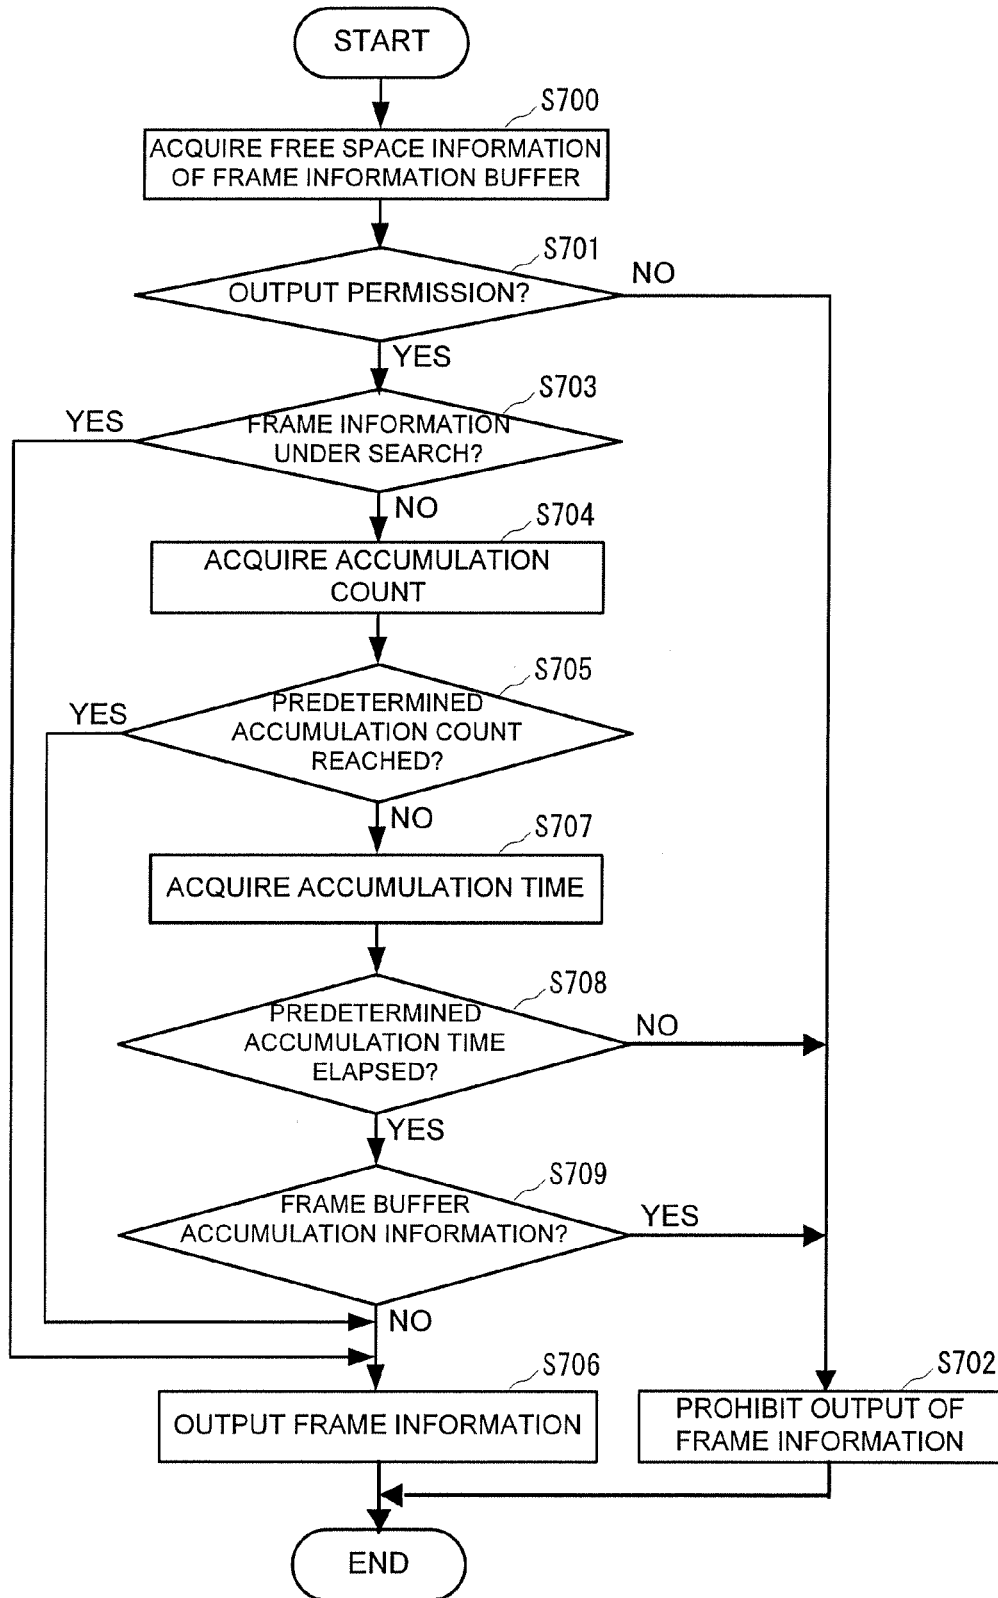 START
S700
ACQUIRE FREE SPACE INFORMATION
OF FRAME INFORMATION BUFFER
S701
OUTPUT PERMISSION?
NO
YES
S703
YES
FRAME INFORMATION
UNDER SEARCH?
NO
S704
ACQUIRE ACCUMULATION
COUNT
S705
YES
PREDETERMINED
ACCUMULATION COUNT
REACHED?
NO
S707
ACQUIRE ACCUMULATION TIME
S708
PREDETERMINED
ACCUMULATION TIME
ELAPSED?
NO
YES
S709
FRAME BUFFER
ACCUMULATION INFORMATION?
YES
NO
S706
OUTPUT FRAME INFORMATION
S702
PROHIBIT OUTPUT OF
FRAME INFORMATION
END